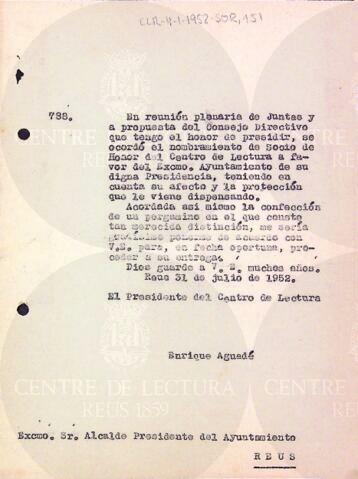 CLR-4-1-1952-SOR, 151
788. En reunión plenaria de Juntas y
a propuesta del Consejo Directivo
que tengo el honor de presidir, se
acordó el nombramiento de Socio de
Honor del Centro de Lectura a fa-
vor del Excmo. Ayuntamiento de su
digna Presidencia, teniendo en
cuenta su afecto y la protección
que le viene dispensando.
Acordada asi mismo la confección
de un pergamino en el que conste
tan merecida distinción, me sería
gratísimo ponerme de acuerdo con
V.E. para, en fecha oportuna, pro-
ceder a su entrega.
Dios guarde a V. E. muchos años.
Reus 31 de julio de 1952.
El Presidente del Centro de Lectura
Enrique Aguadé
Excmo. Sr. Alcalde Presidente del Ayuntamiento
REUS
CENTRE DE LECTURA
REUS 1859